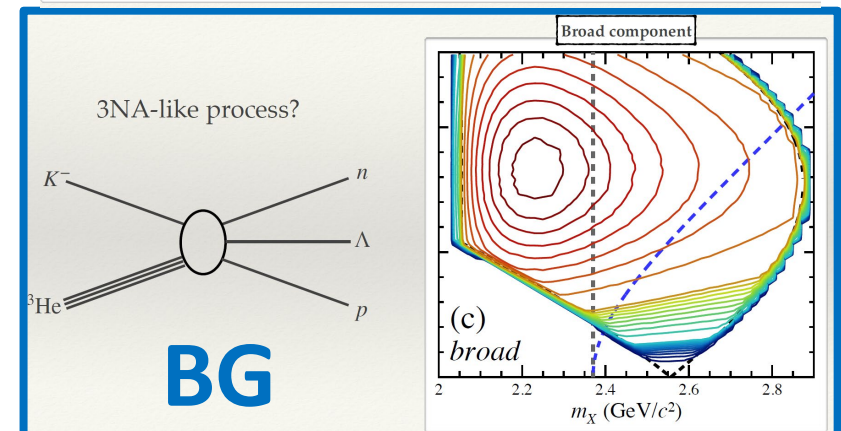 Broad component
3NA-like process?
K⁻
n
Λ
³He
p
BG
(c)
broad
2
2.2
2.4
2.6
2.8
m_X (GeV/c²)